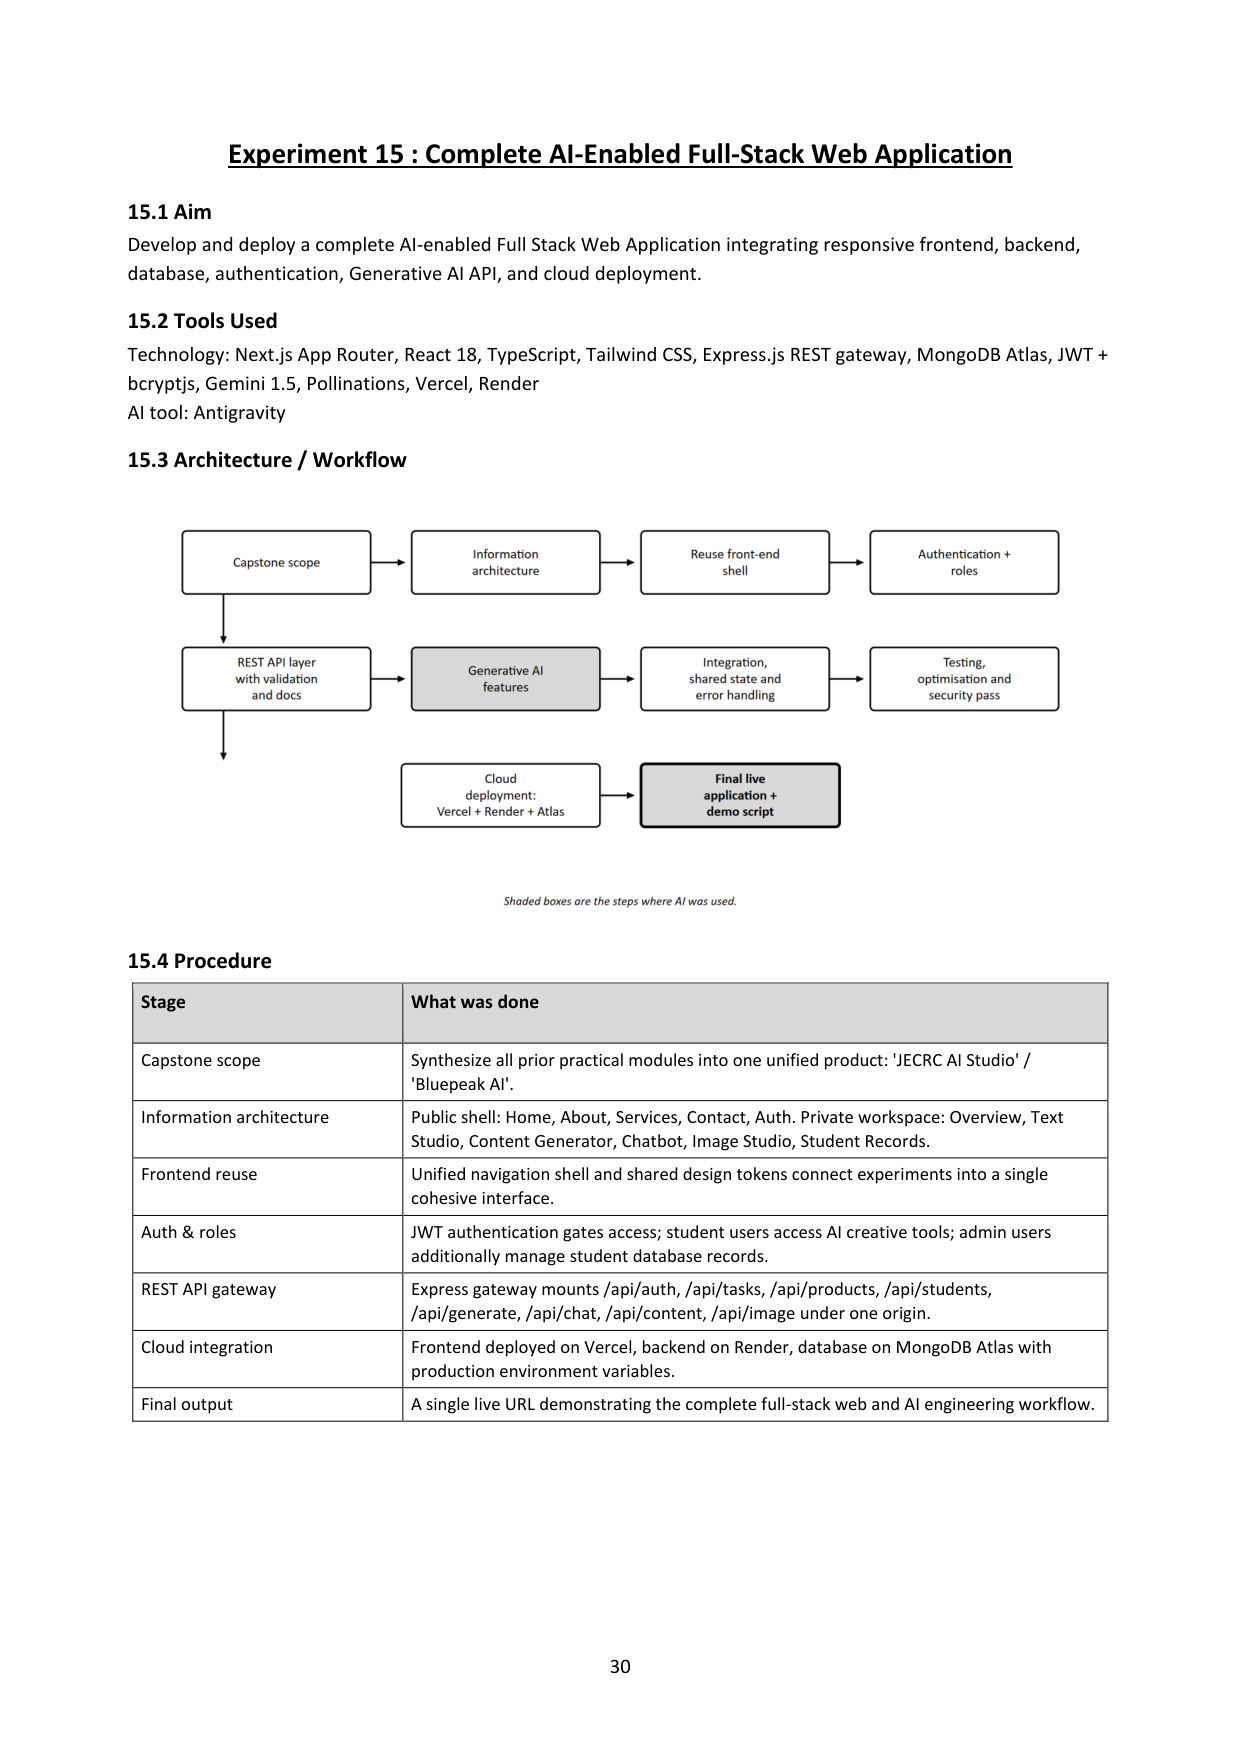 Experiment 15 : Complete AI-Enabled Full-Stack Web Application
15.1 Aim
Develop and deploy a complete AI-enabled Full Stack Web Application integrating responsive frontend, backend,
database, authentication, Generative AI API, and cloud deployment.
15.2 Tools Used
Technology: Next.js App Router, React 18, TypeScript, Tailwind CSS, Express.js REST gateway, MongoDB Atlas, JWT +
bcryptjs, Gemini 1.5, Pollinations, Vercel, Render
AI tool: Antigravity
15.3 Architecture / Workflow
Capstone scope
Information
architecture
Reuse front-end
shell
Authentication +
roles
REST API layer
with validation
and docs
Generative AI
features
Integration,
shared state and
error handling
Testing,
optimisation and
security pass
Cloud
deployment:
Vercel + Render + Atlas
Final live
application +
demo script
Shaded boxes are the steps where AI was used.
15.4 Procedure
Stage
What was done
Capstone scope
Synthesize all prior practical modules into one unified product: 'JECRC AI Studio' /
'Bluepeak AI'.
Information architecture
Public shell: Home, About, Services, Contact, Auth. Private workspace: Overview, Text
Studio, Content Generator, Chatbot, Image Studio, Student Records.
Frontend reuse
Unified navigation shell and shared design tokens connect experiments into a single
cohesive interface.
Auth & roles
JWT authentication gates access; student users access AI creative tools; admin users
additionally manage student database records.
REST API gateway
Express gateway mounts /api/auth, /api/tasks, /api/products, /api/students,
/api/generate, /api/chat, /api/content, /api/image under one origin.
Cloud integration
Frontend deployed on Vercel, backend on Render, database on MongoDB Atlas with
production environment variables.
Final output
A single live URL demonstrating the complete full-stack web and AI engineering workflow.
30